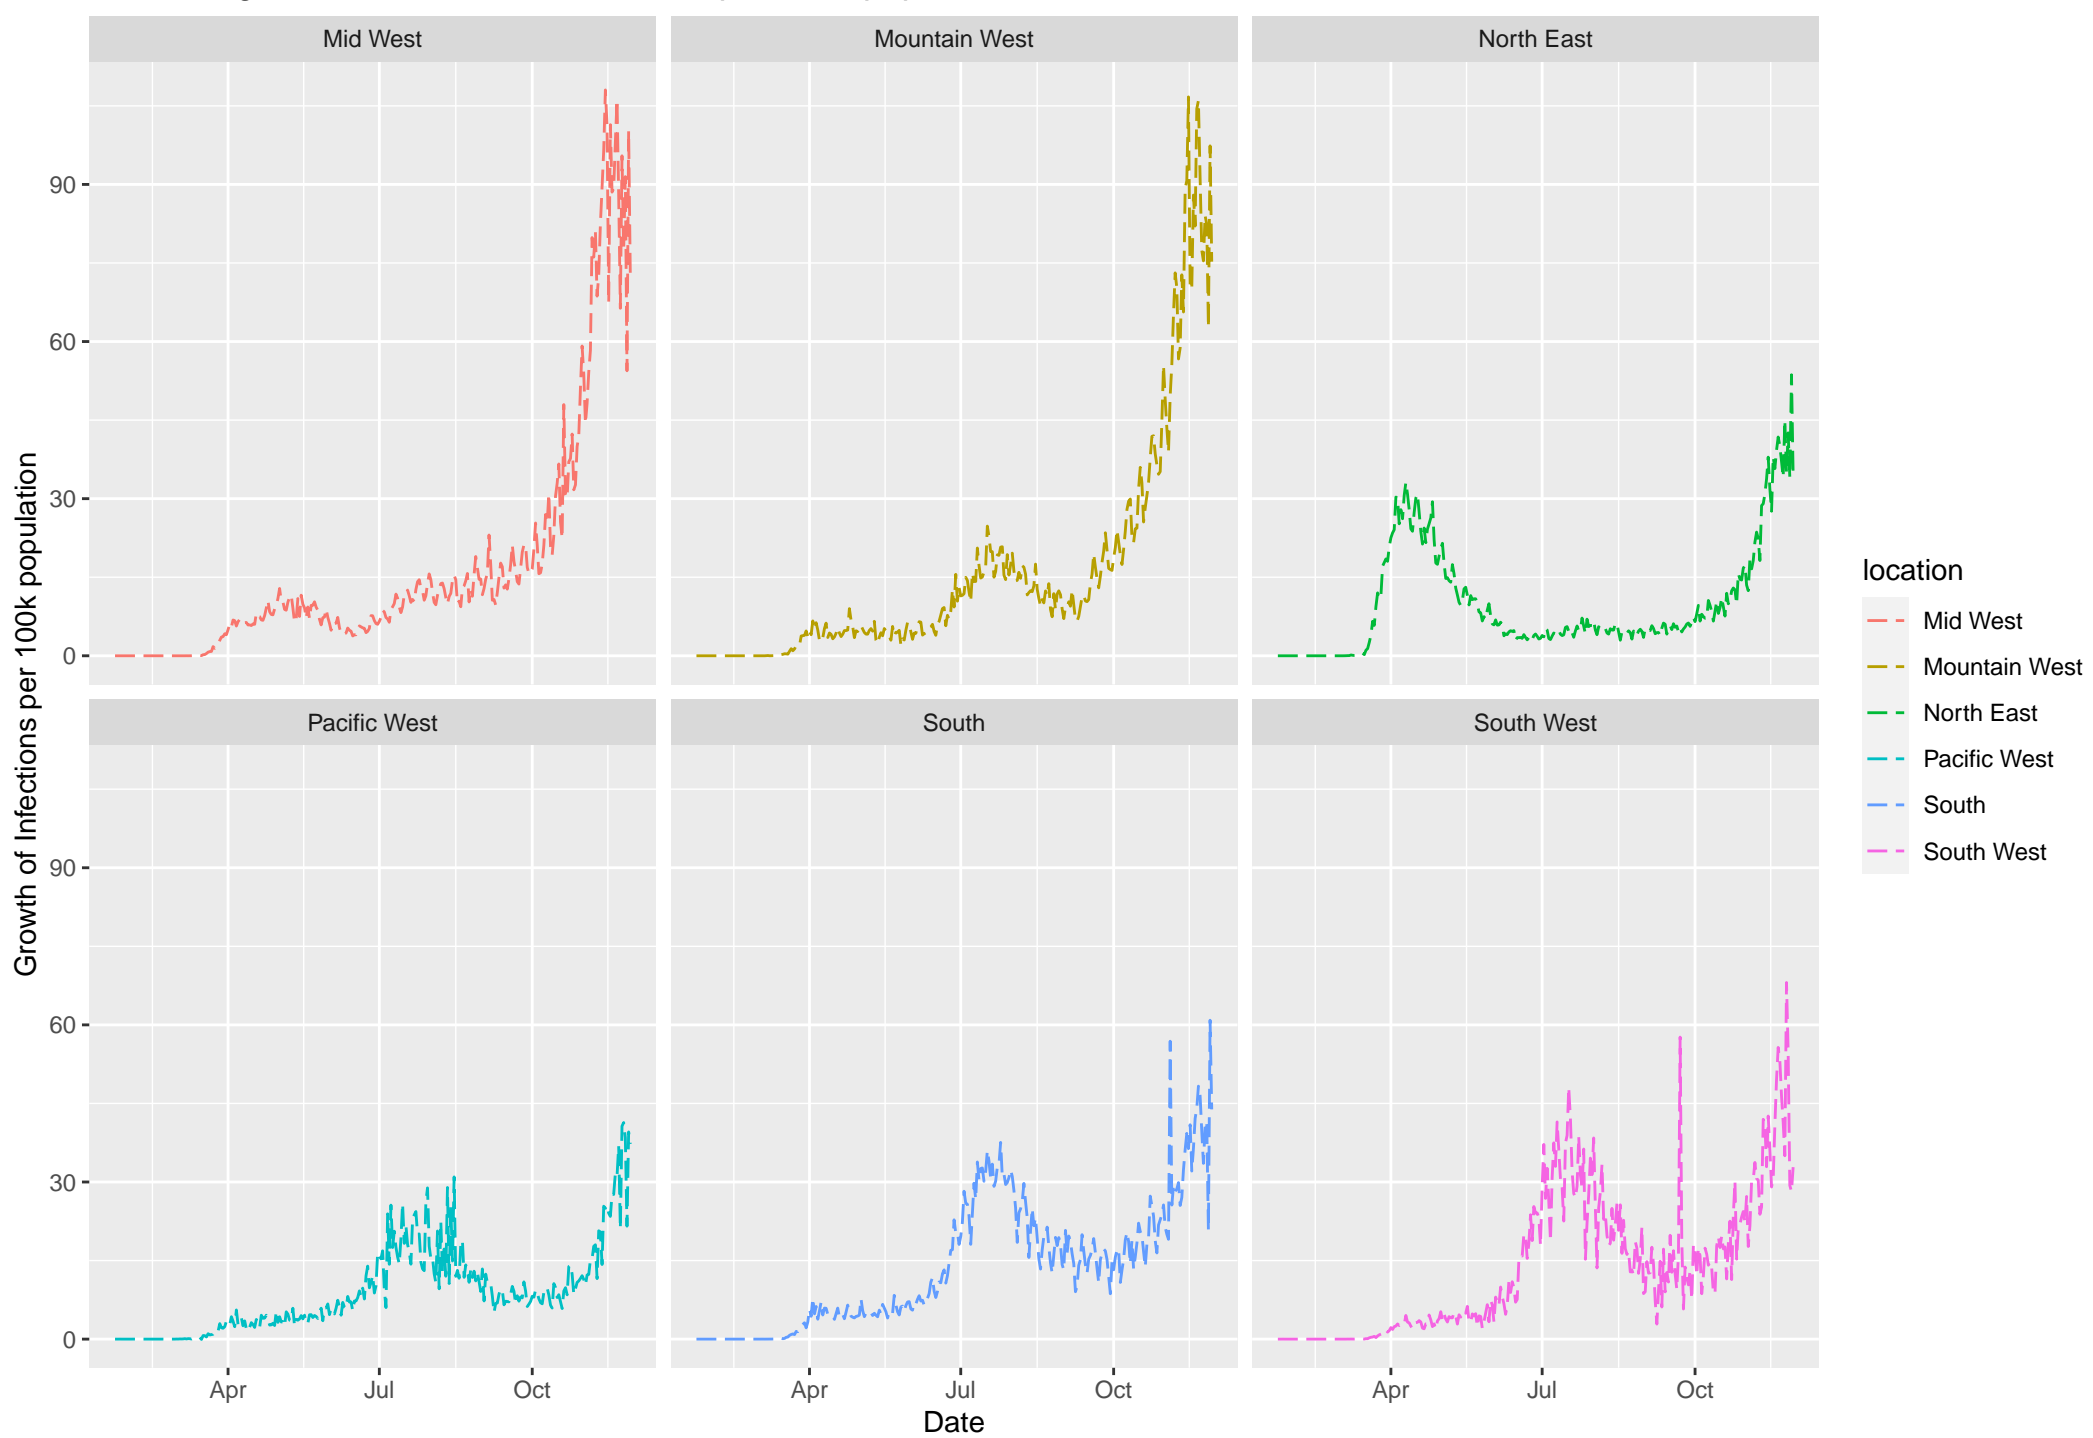 Mid West
Mountain West
North East
90
60
30
0
Pacific West
South
South West
90
60
30
0
Apr
Jul
Oct
Apr
Jul
Oct
Apr
Jul
Oct
Date
Growth of Infections per 100k population
location
Mid West
Mountain West
North East
Pacific West
South
South West